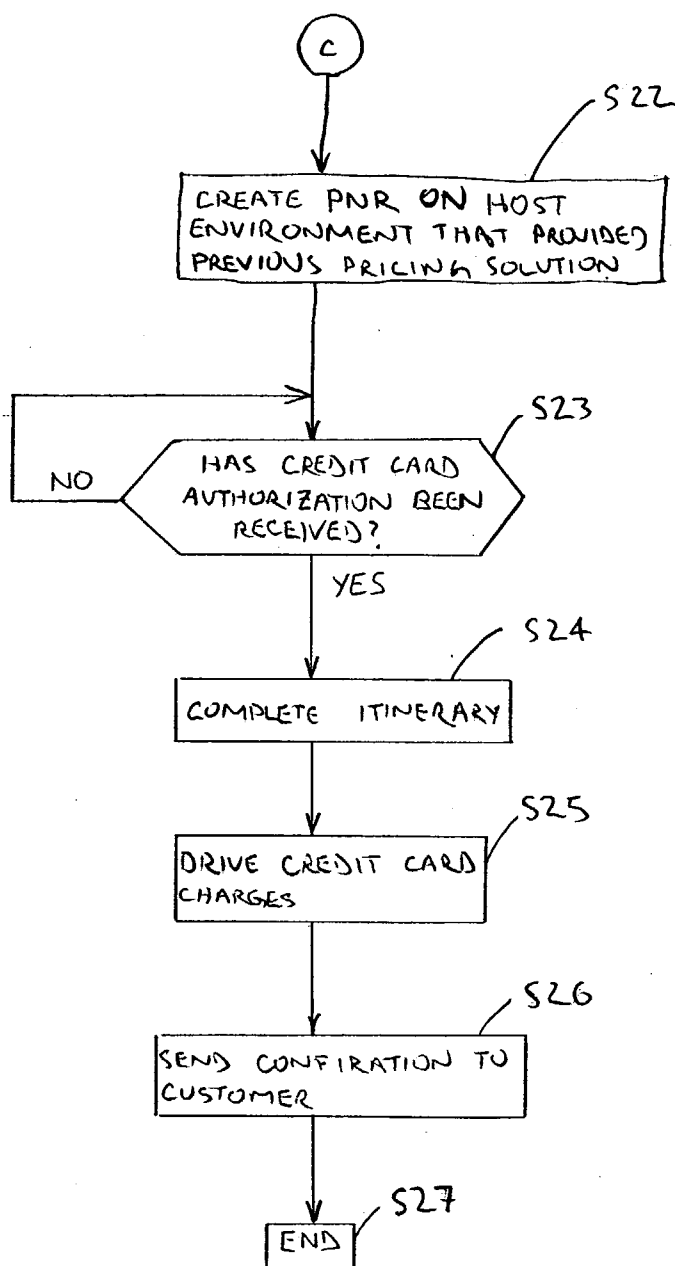 C
S22
CREATE PNR ON HOST
ENVIRONMENT THAT PROVIDED
PREVIOUS PRICING SOLUTION
S23
HAS CREDIT CARD
AUTHORIZATION BEEN
RECEIVED?
NO
YES
S24
COMPLETE ITINERARY
S25
DRIVE CREDIT CARD
CHARGES
S26
SEND CONFIRATION TO
CUSTOMER
S27
END